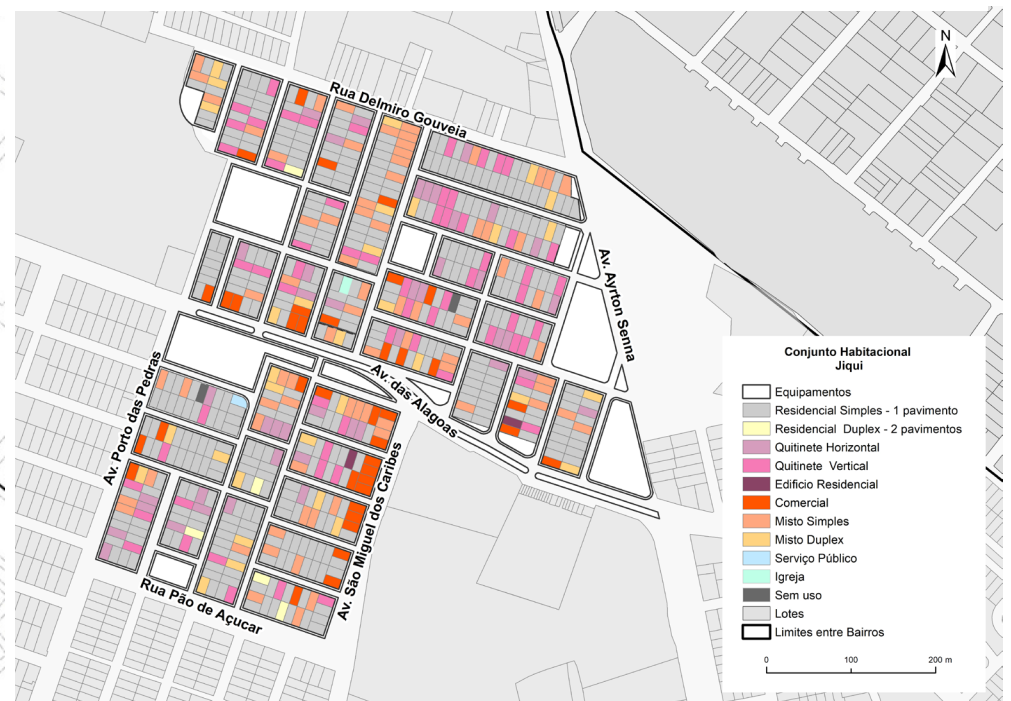 N
Rua Delmiro Gouveia
Av. Ayrton Senna
Av. Porto das Pedras
Av. das Alagoas
Av. São Miguel dos Caribes
Rua Pão de Açucar
Conjunto Habitacional
Jiqui
Equipamentos
Residencial Simples - 1 pavimento
Residencial Duplex - 2 pavimentos
Quitinete Horizontal
Quitinete Vertical
Edificio Residencial
Comercial
Misto Simples
Misto Duplex
Serviço Público
Igreja
Sem uso
Lotes
Limites entre Bairros
0 100 200 m